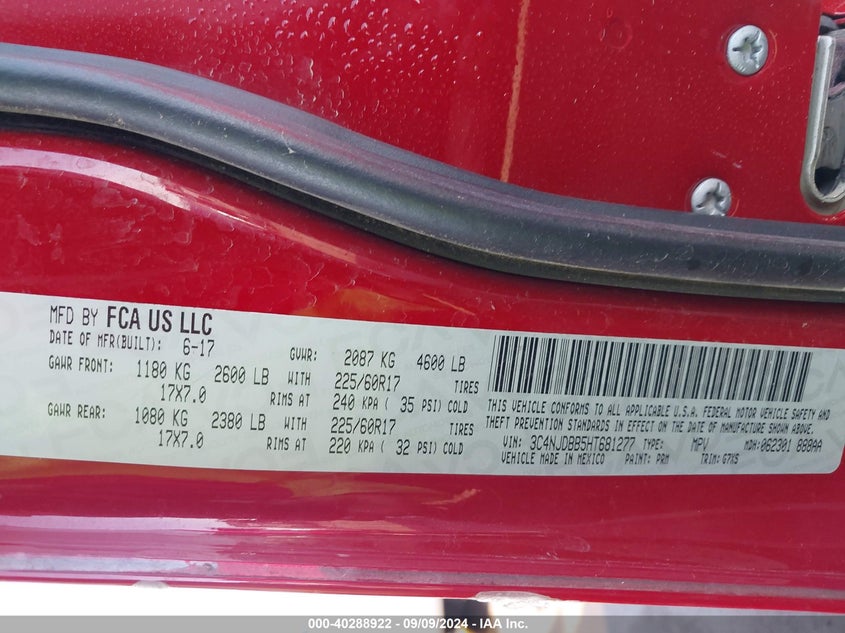 MFD BY FCA US LLC
DATE OF MFR(BUILT): 6-17 GVWR: 2087 KG 4600 LB
GAWR FRONT: 1180 KG 2600 LB WITH 225/60R17 TIRES
17X7.0 RIMS AT 240 KPA ( 35 PSI) COLD
GAWR REAR: 1080 KG 2380 LB WITH 225/60R17 TIRES
17X7.0 RIMS AT 220 KPA ( 32 PSI) COLD
THIS VEHICLE CONFORMS TO ALL APPLICABLE U.S.A. FEDERAL MOTOR VEHICLE SAFETY AND
THEFT PREVENTION STANDARDS IN EFFECT ON THE DATE OF MANUFACTURE SHOWN ABOVE.
VIN: 3C4NJDBB5HT681277 TYPE: MPV MDH:062301 888AA
VEHICLE MADE IN MEXICO PAINT: PRM TRIM: G7XS
000-40288922 - 09/09/2024 - IAA Inc.